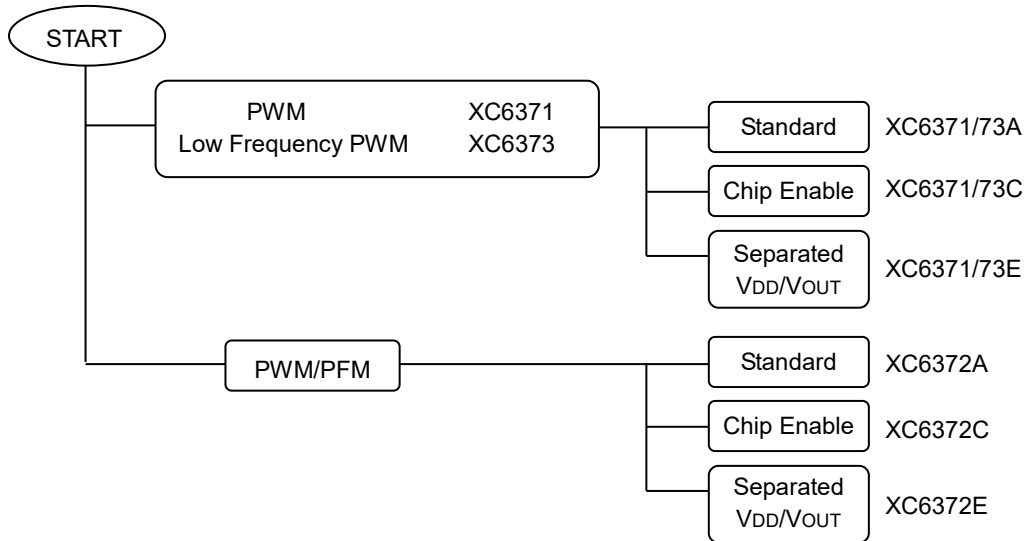 START
PWM XC6371
Low Frequency PWM XC6373
Standard XC6371/73A
Chip Enable XC6371/73C
Separated
VDD/VOUT XC6371/73E
PWM/PFM
Standard XC6372A
Chip Enable XC6372C
Separated
VDD/VOUT XC6372E